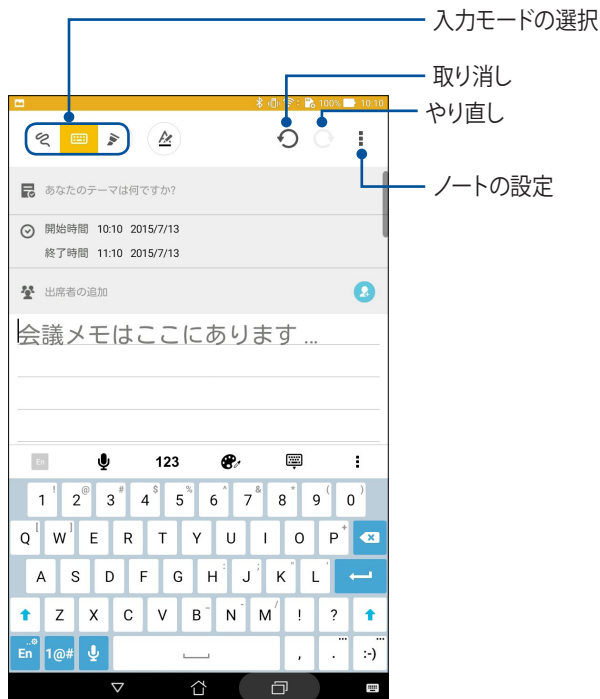 入力モードの選択
取り消し
やり直し
ノートの設定
100% 10:10
あなたのテーマは何ですか?
開始時間 10:10 2015/7/13
終了時間 11:10 2015/7/13
出席者の追加
会議メモはここにあります ...
En 123
1 ! 2 @ 3 # 4 $ 5 % 6 ^ 7 & 8 * 9 ( 0 )
Q [ W ] E R T Y U I O P +
A S D F G H : J ; K " L '
Z X C V B _ N - M / ! ?
En 1@# , . ... :-) ...